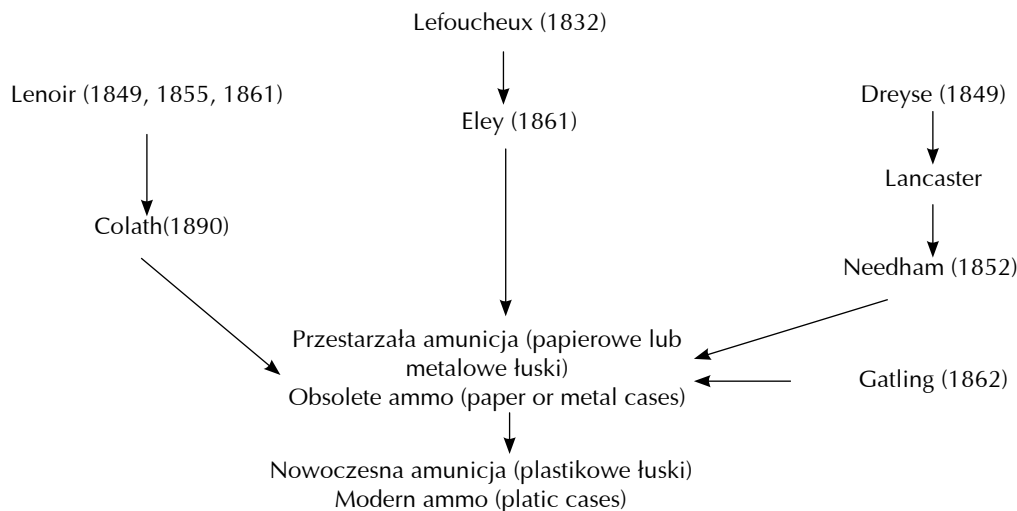 Lefoucheux (1832)
Lenoir (1849, 1855, 1861)
Dreyse (1849)
Eley (1861)
Lancaster
Colath(1890)
Needham (1852)
Przestarzała amunicja (papierowe lub
metalowe łuski)
Obsolete ammo (paper or metal cases)
Gatling (1862)
Nowoczesna amunicja (plastikowe łuski)
Modern ammo (platic cases)